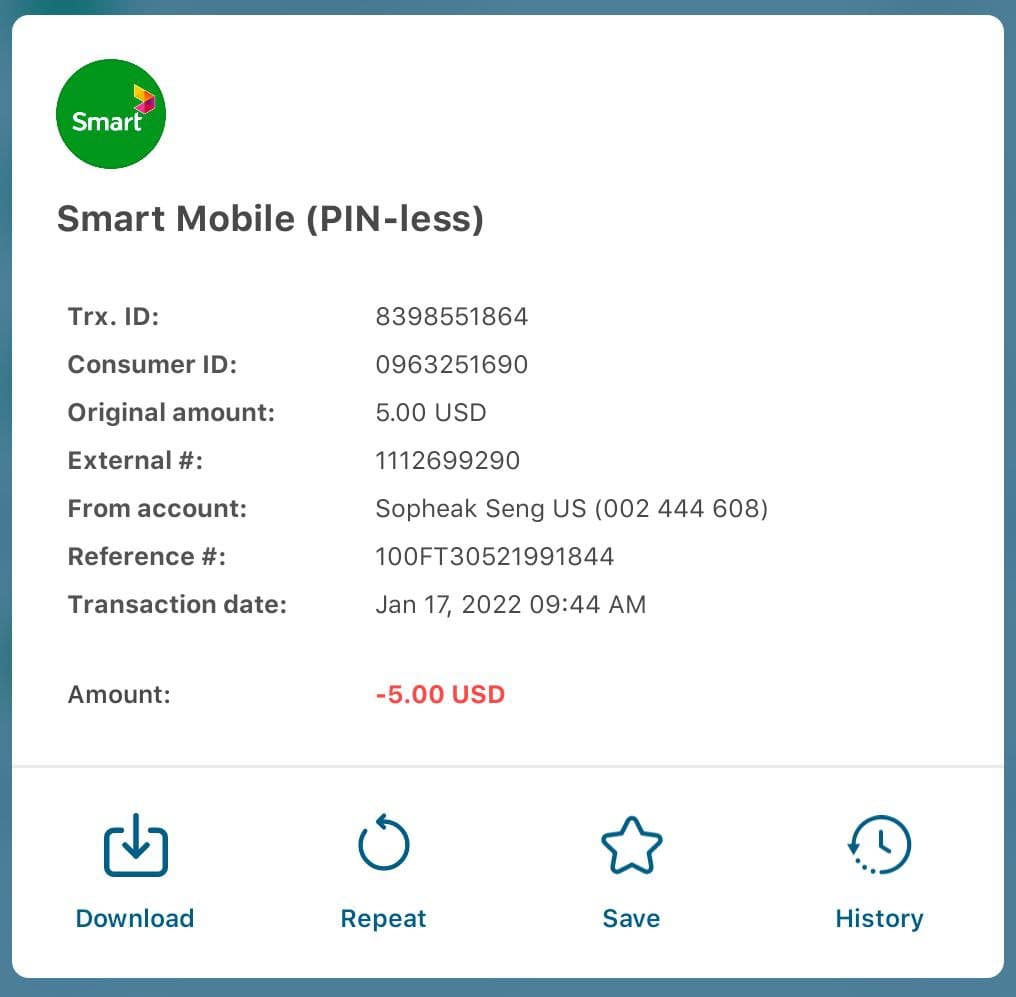 Smart
Smart Mobile (PIN-less)
Trx. ID: 8398551864
Consumer ID: 0963251690
Original amount: 5.00 USD
External #: 1112699290
From account: Sopheak Seng US (002 444 608)
Reference #: 100FT30521991844
Transaction date: Jan 17, 2022 09:44 AM
Amount: -5.00 USD
Download Repeat Save History